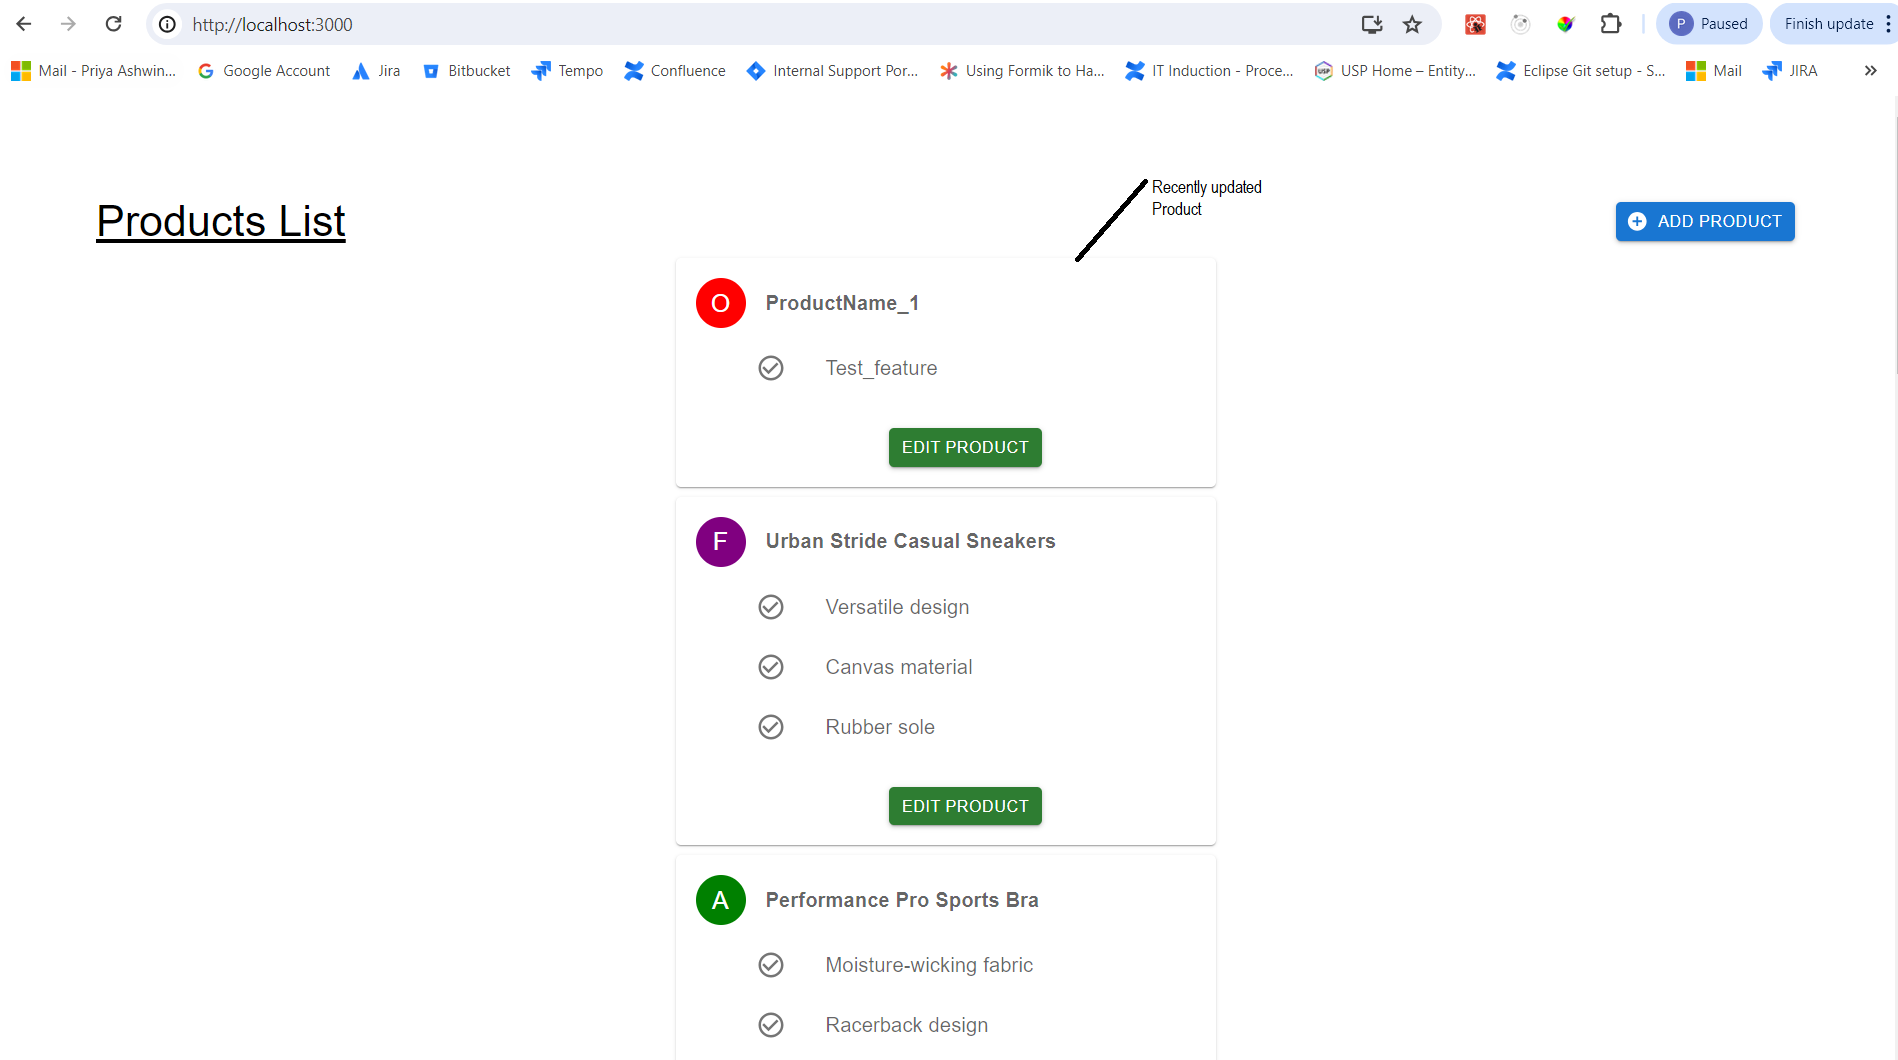 http://localhost:3000
P Paused
Finish update
Mail - Priya Ashwin...
Google Account
Jira
Bitbucket
Tempo
Confluence
Internal Support Por...
Using Formik to Ha...
IT Induction - Proce...
USP
USP Home – Entity...
Eclipse Git setup - S...
Mail
JIRA
Recently updated
Product
Products List
ADD PRODUCT
O ProductName_1
Test_feature
EDIT PRODUCT
F Urban Stride Casual Sneakers
Versatile design
Canvas material
Rubber sole
EDIT PRODUCT
A Performance Pro Sports Bra
Moisture-wicking fabric
Racerback design